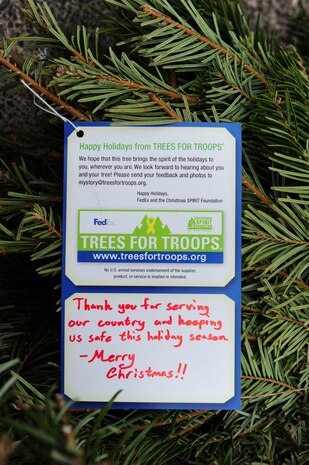 Happy Holidays from TREES FOR TROOPS
We hope that this tree brings the spirit of the holidays to
you, wherever you are. We look forward to hearing about you
and your tree! Please send your feedback and photos to
mystory@treesfortroops.org.
Happy Holidays,
FedEx and the Christmas SPIRIT Foundation
FedEx
SPIRIT
TREES FOR TROOPS
www.treesfortroops.org
No U.S. armed services endorsement of the supplier,
product, or service is implied or intended.
Thank you for serving
our country and keeping
us safe this holiday season
-Merry
Christmas!!